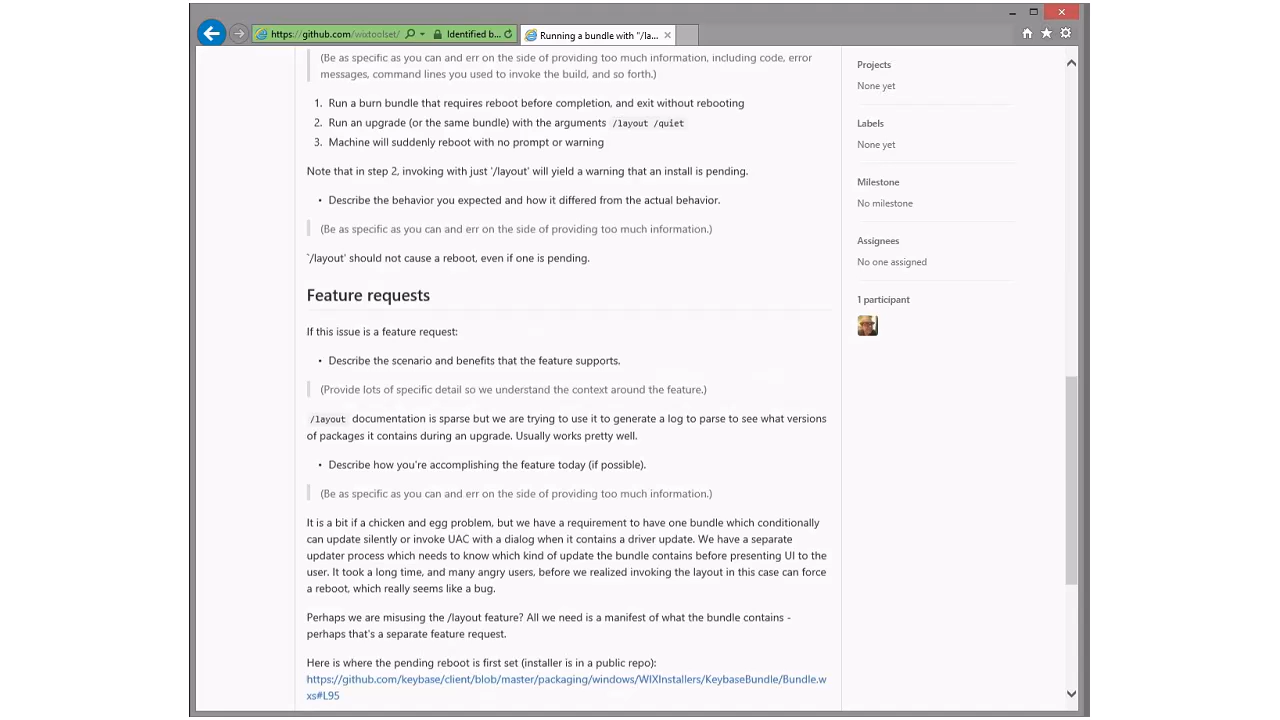 https://github.com/wixtoolset/
Identified b...
Running a bundle with "/la...
(Be as specific as you can and err on the side of providing too much information, including code, error
messages, command lines you used to invoke the build, and so forth.)
1. Run a burn bundle that requires reboot before completion, and exit without rebooting
2. Run an upgrade (or the same bundle) with the arguments /layout /quiet
3. Machine will suddenly reboot with no prompt or warning
Note that in step 2, invoking with just '/layout' will yield a warning that an install is pending.
• Describe the behavior you expected and how it differed from the actual behavior.
(Be as specific as you can and err on the side of providing too much information.)
`/layout' should not cause a reboot, even if one is pending.
Feature requests
If this issue is a feature request:
• Describe the scenario and benefits that the feature supports.
(Provide lots of specific detail so we understand the context around the feature.)
/layout documentation is sparse but we are trying to use it to generate a log to parse to see what versions
of packages it contains during an upgrade. Usually works pretty well.
• Describe how you're accomplishing the feature today (if possible).
(Be as specific as you can and err on the side of providing too much information.)
It is a bit if a chicken and egg problem, but we have a requirement to have one bundle which conditionally
can update silently or invoke UAC with a dialog when it contains a driver update. We have a separate
updater process which needs to know which kind of update the bundle contains before presenting UI to the
user. It took a long time, and many angry users, before we realized invoking the layout in this case can force
a reboot, which really seems like a bug.
Perhaps we are misusing the /layout feature? All we need is a manifest of what the bundle contains -
perhaps that's a separate feature request.
Here is where the pending reboot is first set (installer is in a public repo):
https://github.com/keybase/client/blob/master/packaging/windows/WIXInstallers/KeybaseBundle/Bundle.w
xs#L95
Projects
None yet
Labels
None yet
Milestone
No milestone
Assignees
No one assigned
1 participant